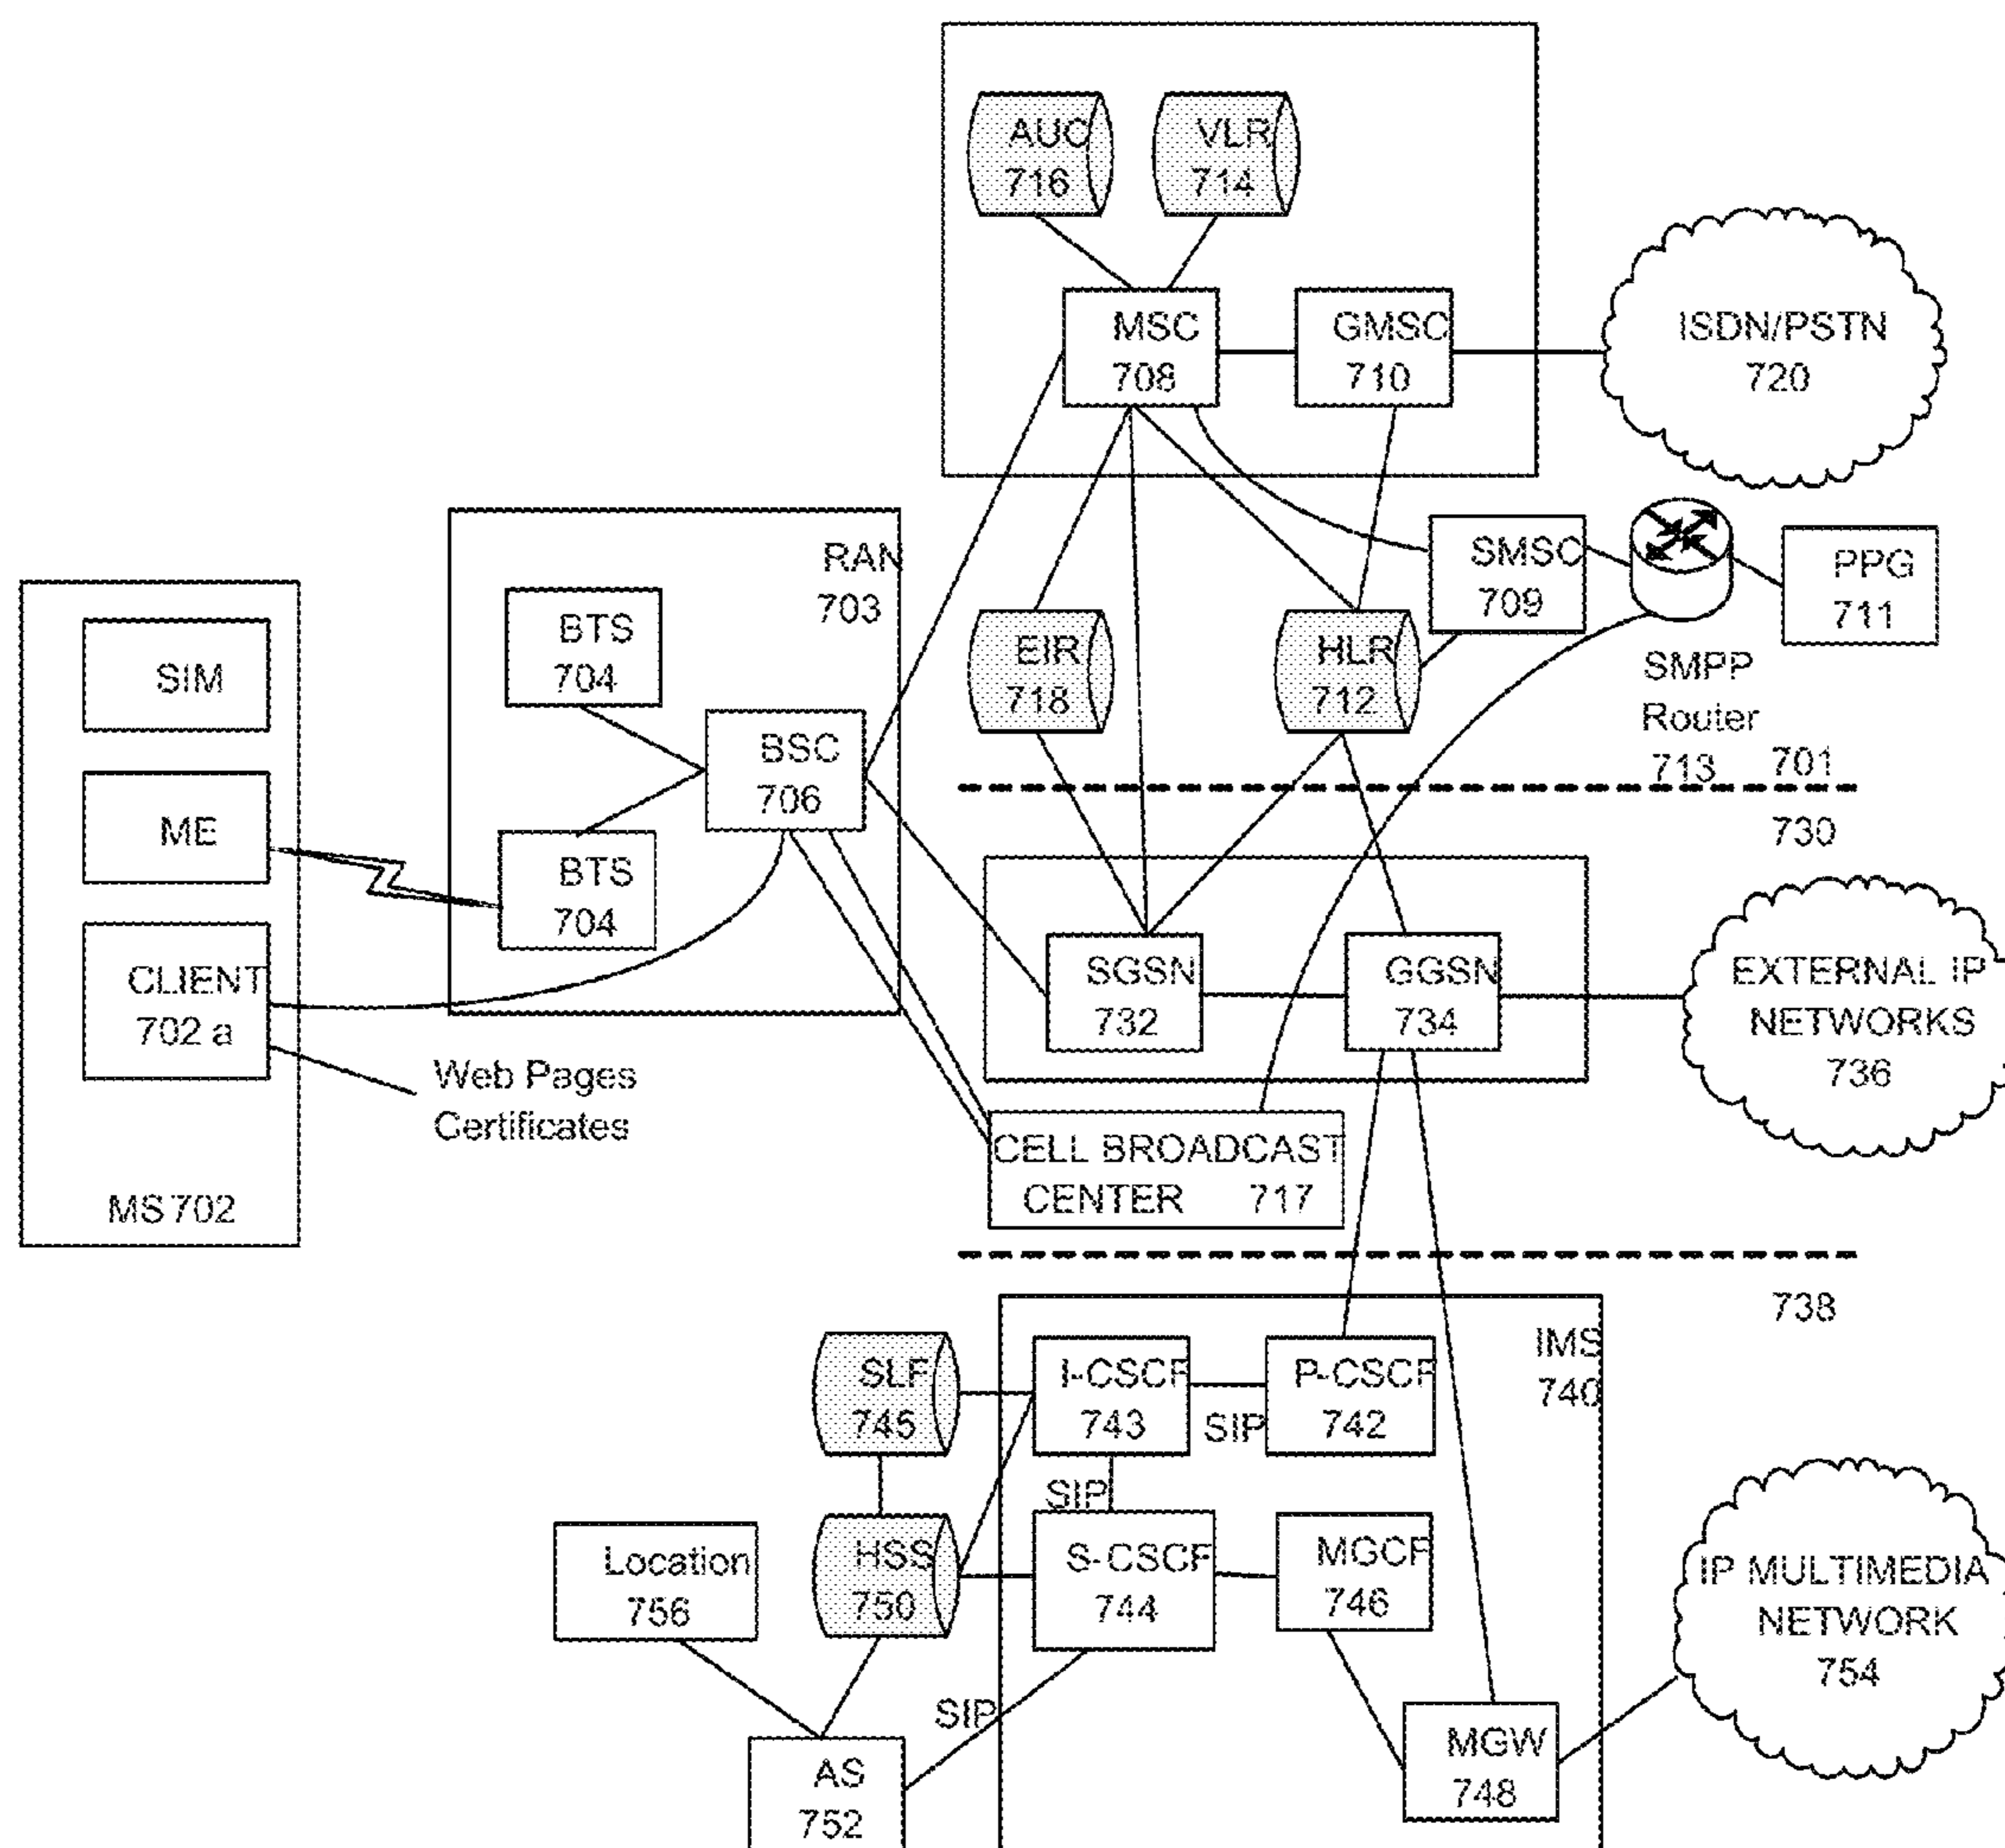 AUC
716
VLR
714
MSC
708
GMSC
710
ISDN/PSTN
720
RAN
703
SMSC
709
PPG
711
BTS
704
EIR
718
HLR
712
SMPP
Router
713
701
SIM
BSC
706
ME
730
BTS
704
CLIENT
702 a
SGSN
732
GGSN
734
EXTERNAL IP
NETWORKS
736
Web Pages
Certificates
CELL BROADCAST
CENTER 717
MS 702
738
IMS
740
SLF
745
I-CSCF
743
SIP
P-CSCF
742
SIP
Location
756
HSS
750
S-CSCF
744
MGCF
746
IP MULTIMEDIA
NETWORK
754
SIP
AS
752
MGW
748